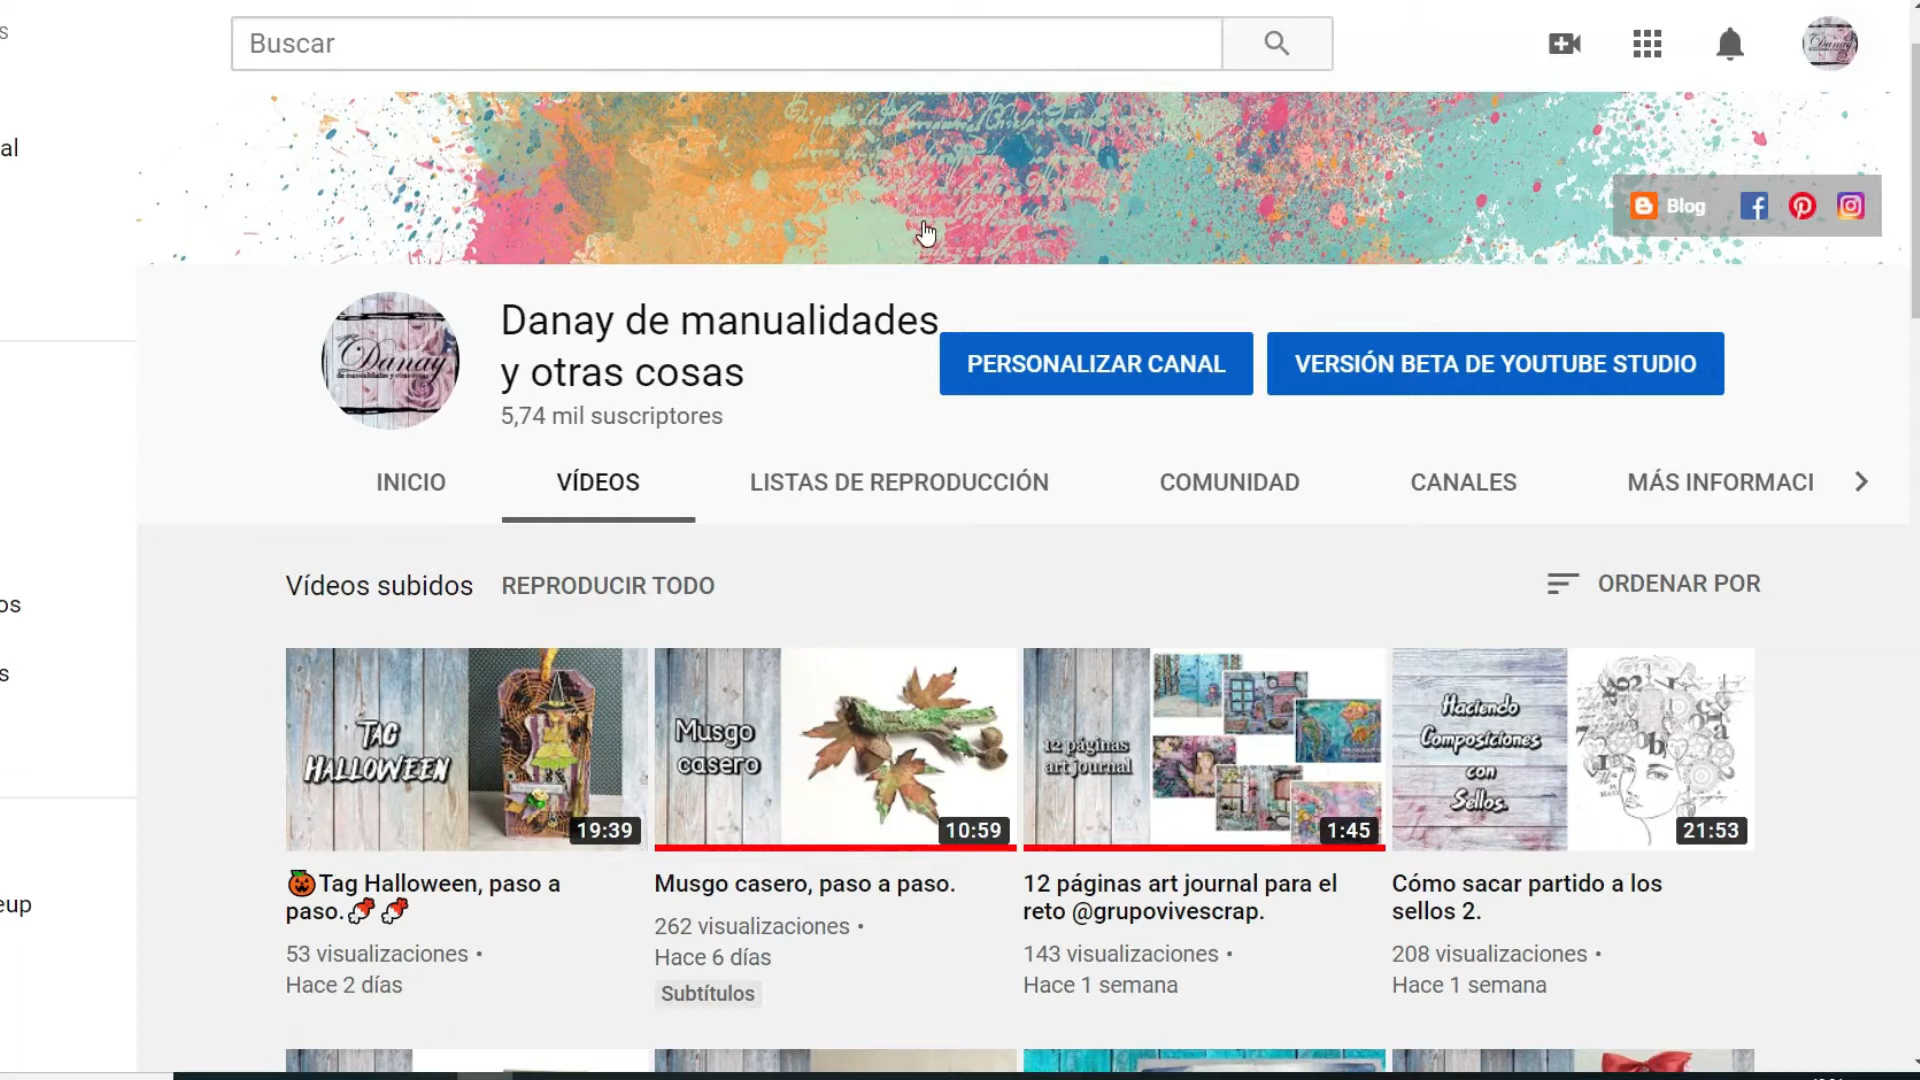 s
Buscar
al
Blog
Danay
de manualidades y otras cosas
Danay de manualidades
y otras cosas
PERSONALIZAR CANAL
VERSIÓN BETA DE YOUTUBE STUDIO
5,74 mil suscriptores
INICIO
VÍDEOS
LISTAS DE REPRODUCCIÓN
COMUNIDAD
CANALES
MÁS INFORMACI
os
Vídeos subidos
REPRODUCIR TODO
ORDENAR POR
s
TAG
HALLOWEEN
19:39
Musgo
casero
10:59
12 páginas
art journal
1:45
Haciendo
Composiciones
con
Sellos.
21:53
🎃Tag Halloween, paso a
paso.
53 visualizaciones •
Hace 2 días
Musgo casero, paso a paso.
262 visualizaciones •
Hace 6 días
Subtítulos
12 páginas art journal para el
reto @grupovivescrap.
143 visualizaciones •
Hace 1 semana
Cómo sacar partido a los
sellos 2.
208 visualizaciones •
Hace 1 semana
eup